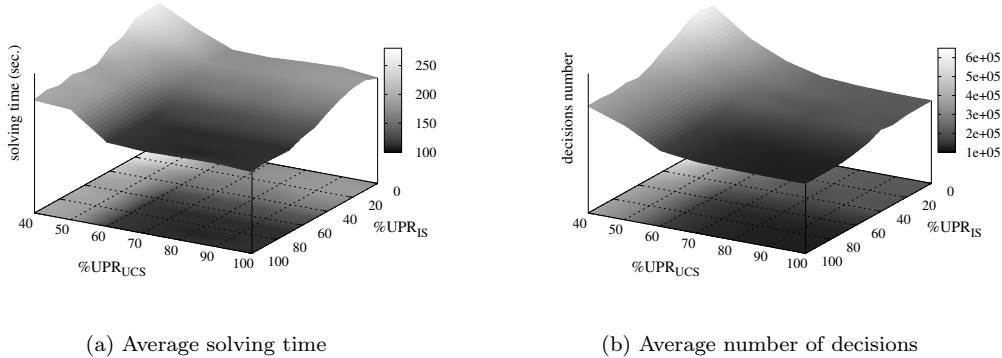 solving time (sec.)
250
200
150
100
40
50
60
70
80
90
100
%UPR_UCS
0
20
40
60
80
100
%UPR_IS
(a) Average solving time
decisions number
6e+05
5e+05
4e+05
3e+05
2e+05
1e+05
40
50
60
70
80
90
100
%UPR_UCS
0
20
40
60
80
100
%UPR_IS
(b) Average number of decisions